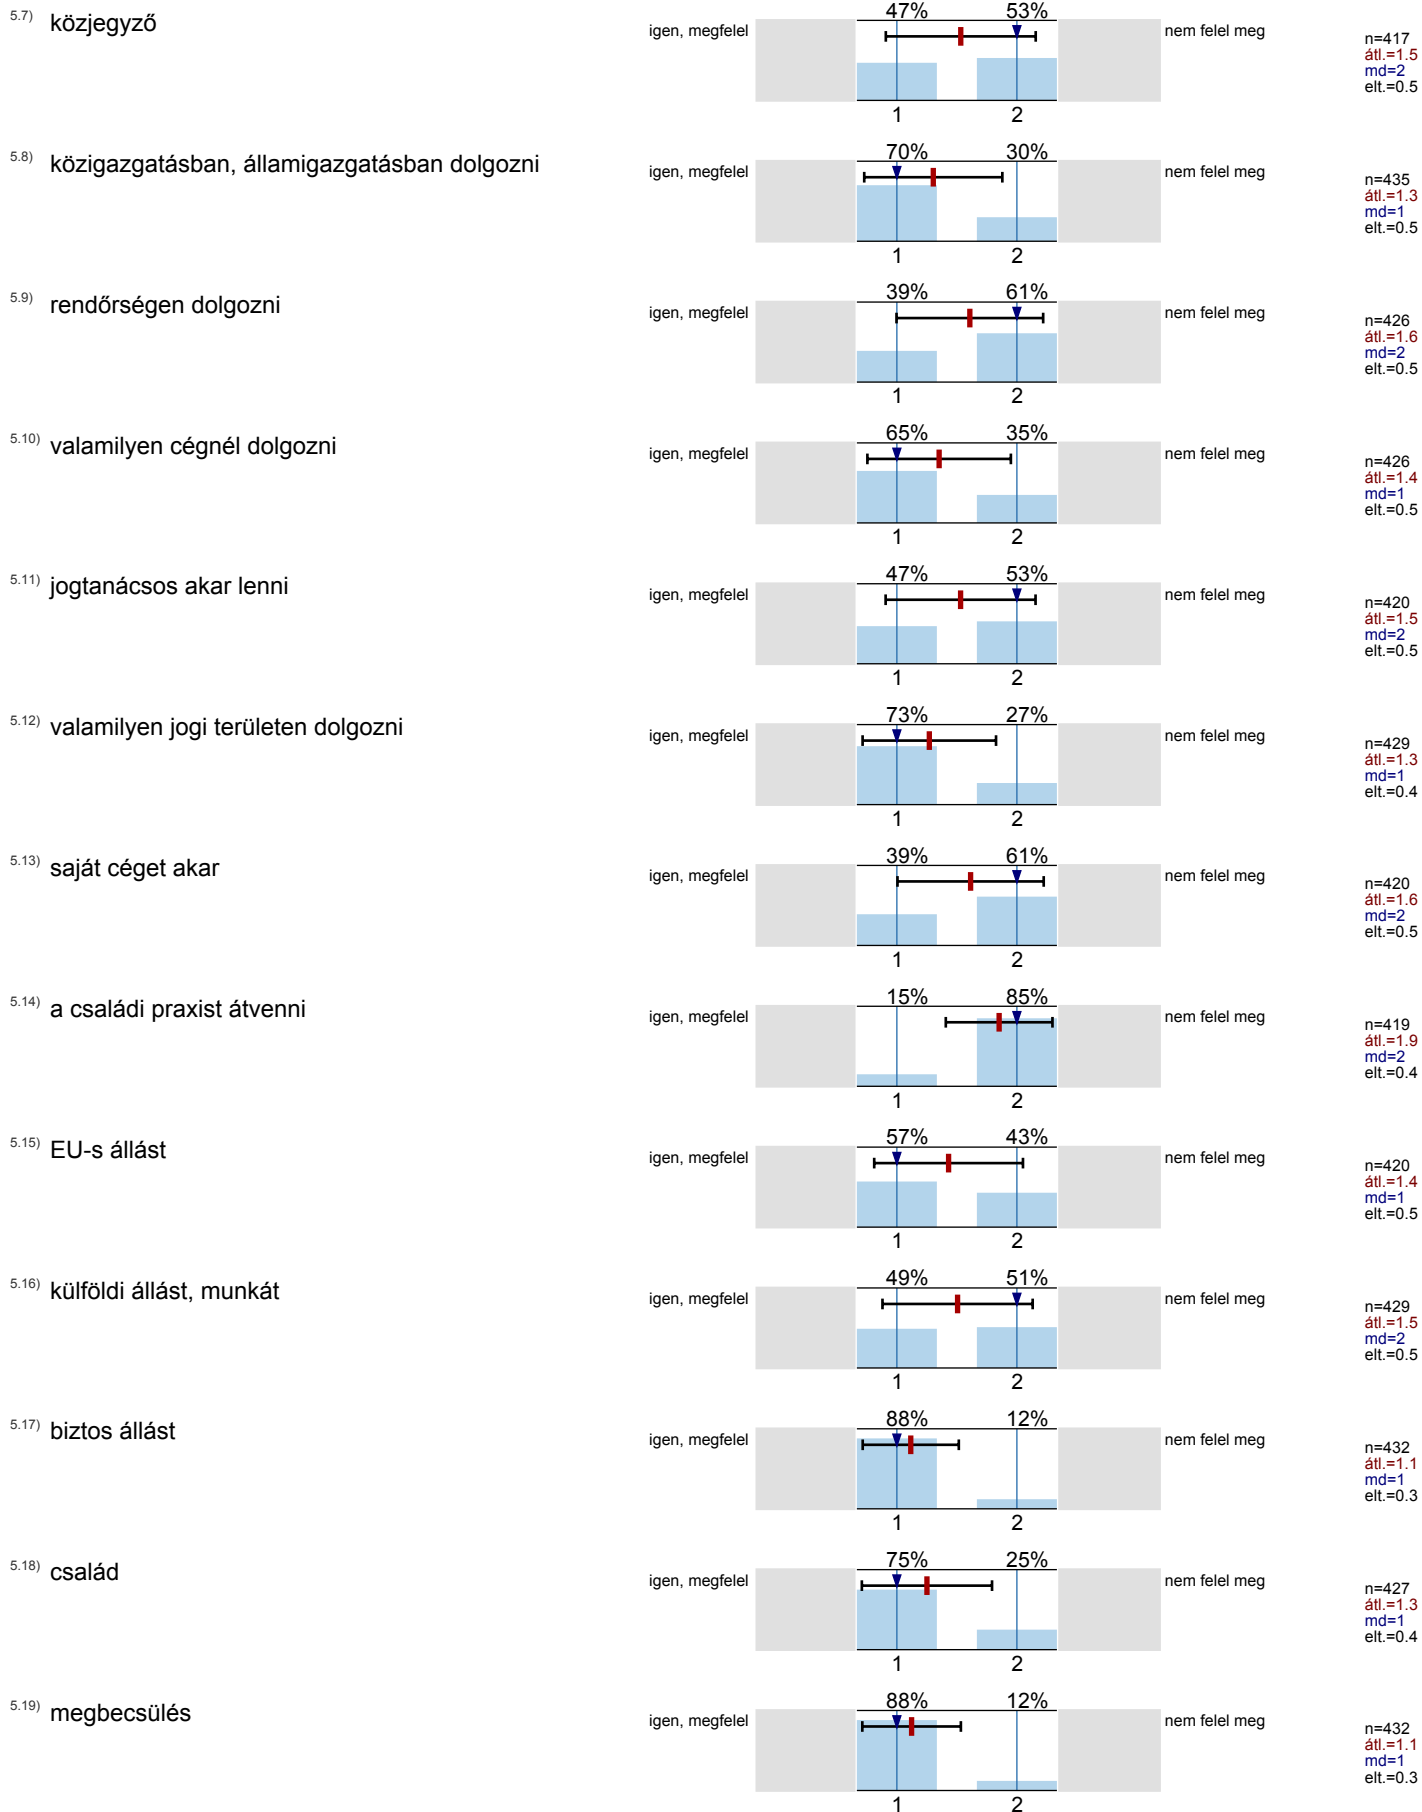 5.7) közjegyző
igen, megfelel
47% 53%
nem felel meg
1 2
n=417
átl.=1.5
md=2
elt.=0.5
5.8) közigazgatásban, államigazgatásban dolgozni
igen, megfelel
70% 30%
nem felel meg
1 2
n=435
átl.=1.3
md=1
elt.=0.5
5.9) rendőrségen dolgozni
igen, megfelel
39% 61%
nem felel meg
1 2
n=426
átl.=1.6
md=2
elt.=0.5
5.10) valamilyen cégnél dolgozni
igen, megfelel
65% 35%
nem felel meg
1 2
n=426
átl.=1.4
md=1
elt.=0.5
5.11) jogtanácsos akar lenni
igen, megfelel
47% 53%
nem felel meg
1 2
n=420
átl.=1.5
md=2
elt.=0.5
5.12) valamilyen jogi területen dolgozni
igen, megfelel
73% 27%
nem felel meg
1 2
n=429
átl.=1.3
md=1
elt.=0.4
5.13) saját céget akar
igen, megfelel
39% 61%
nem felel meg
1 2
n=420
átl.=1.6
md=2
elt.=0.5
5.14) a családi praxist átvenni
igen, megfelel
15% 85%
nem felel meg
1 2
n=419
átl.=1.9
md=2
elt.=0.4
5.15) EU-s állást
igen, megfelel
57% 43%
nem felel meg
1 2
n=420
átl.=1.4
md=1
elt.=0.5
5.16) külföldi állást, munkát
igen, megfelel
49% 51%
nem felel meg
1 2
n=429
átl.=1.5
md=2
elt.=0.5
5.17) biztos állást
igen, megfelel
88% 12%
nem felel meg
1 2
n=432
átl.=1.1
md=1
elt.=0.3
5.18) család
igen, megfelel
75% 25%
nem felel meg
1 2
n=427
átl.=1.3
md=1
elt.=0.4
5.19) megbecsülés
igen, megfelel
88% 12%
nem felel meg
1 2
n=432
átl.=1.1
md=1
elt.=0.3